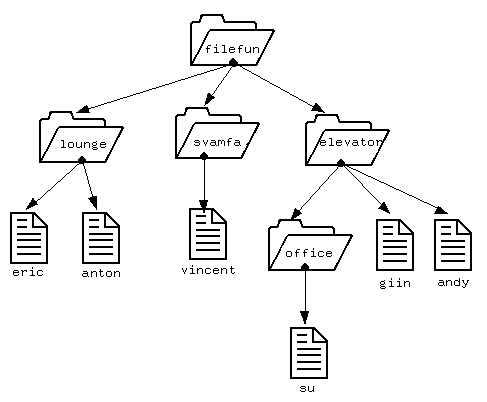 filefun
lounge
svamfa
elevator
eric
anton
vincent
office
giin
andy
su